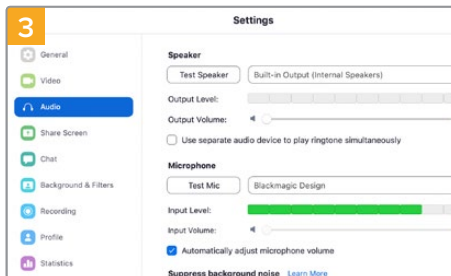 3
Settings
General
Video
Audio
Share Screen
Chat
Background & Filters
Recording
Profile
Statistics
Speaker
Test Speaker Built-in Output (Internal Speakers)
Output Level:
Output Volume:
Use separate audio device to play ringtone simultaneously
Microphone
Test Mic Blackmagic Design
Input Level:
Input Volume:
Automatically adjust microphone volume
Suppress background noise Learn More